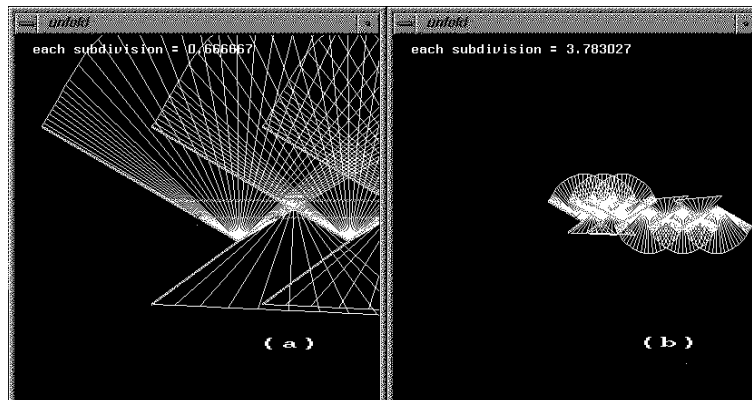 unfold
each subdivision = 0.666667
(a)
unfold
each subdivision = 3.783027
(b)